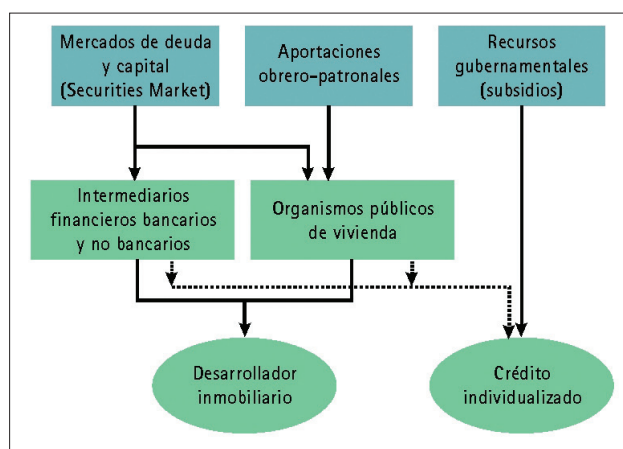 Mercados de deuda
y capital
(Securities Market)
Aportaciones
obrero-patronales
Recursos
gubernamentales
(subsidios)
Intermediarios
financieros bancarios
y no bancarios
Organismos públicos
de vivienda
Desarrollador
inmobiliario
Crédito
individualizado